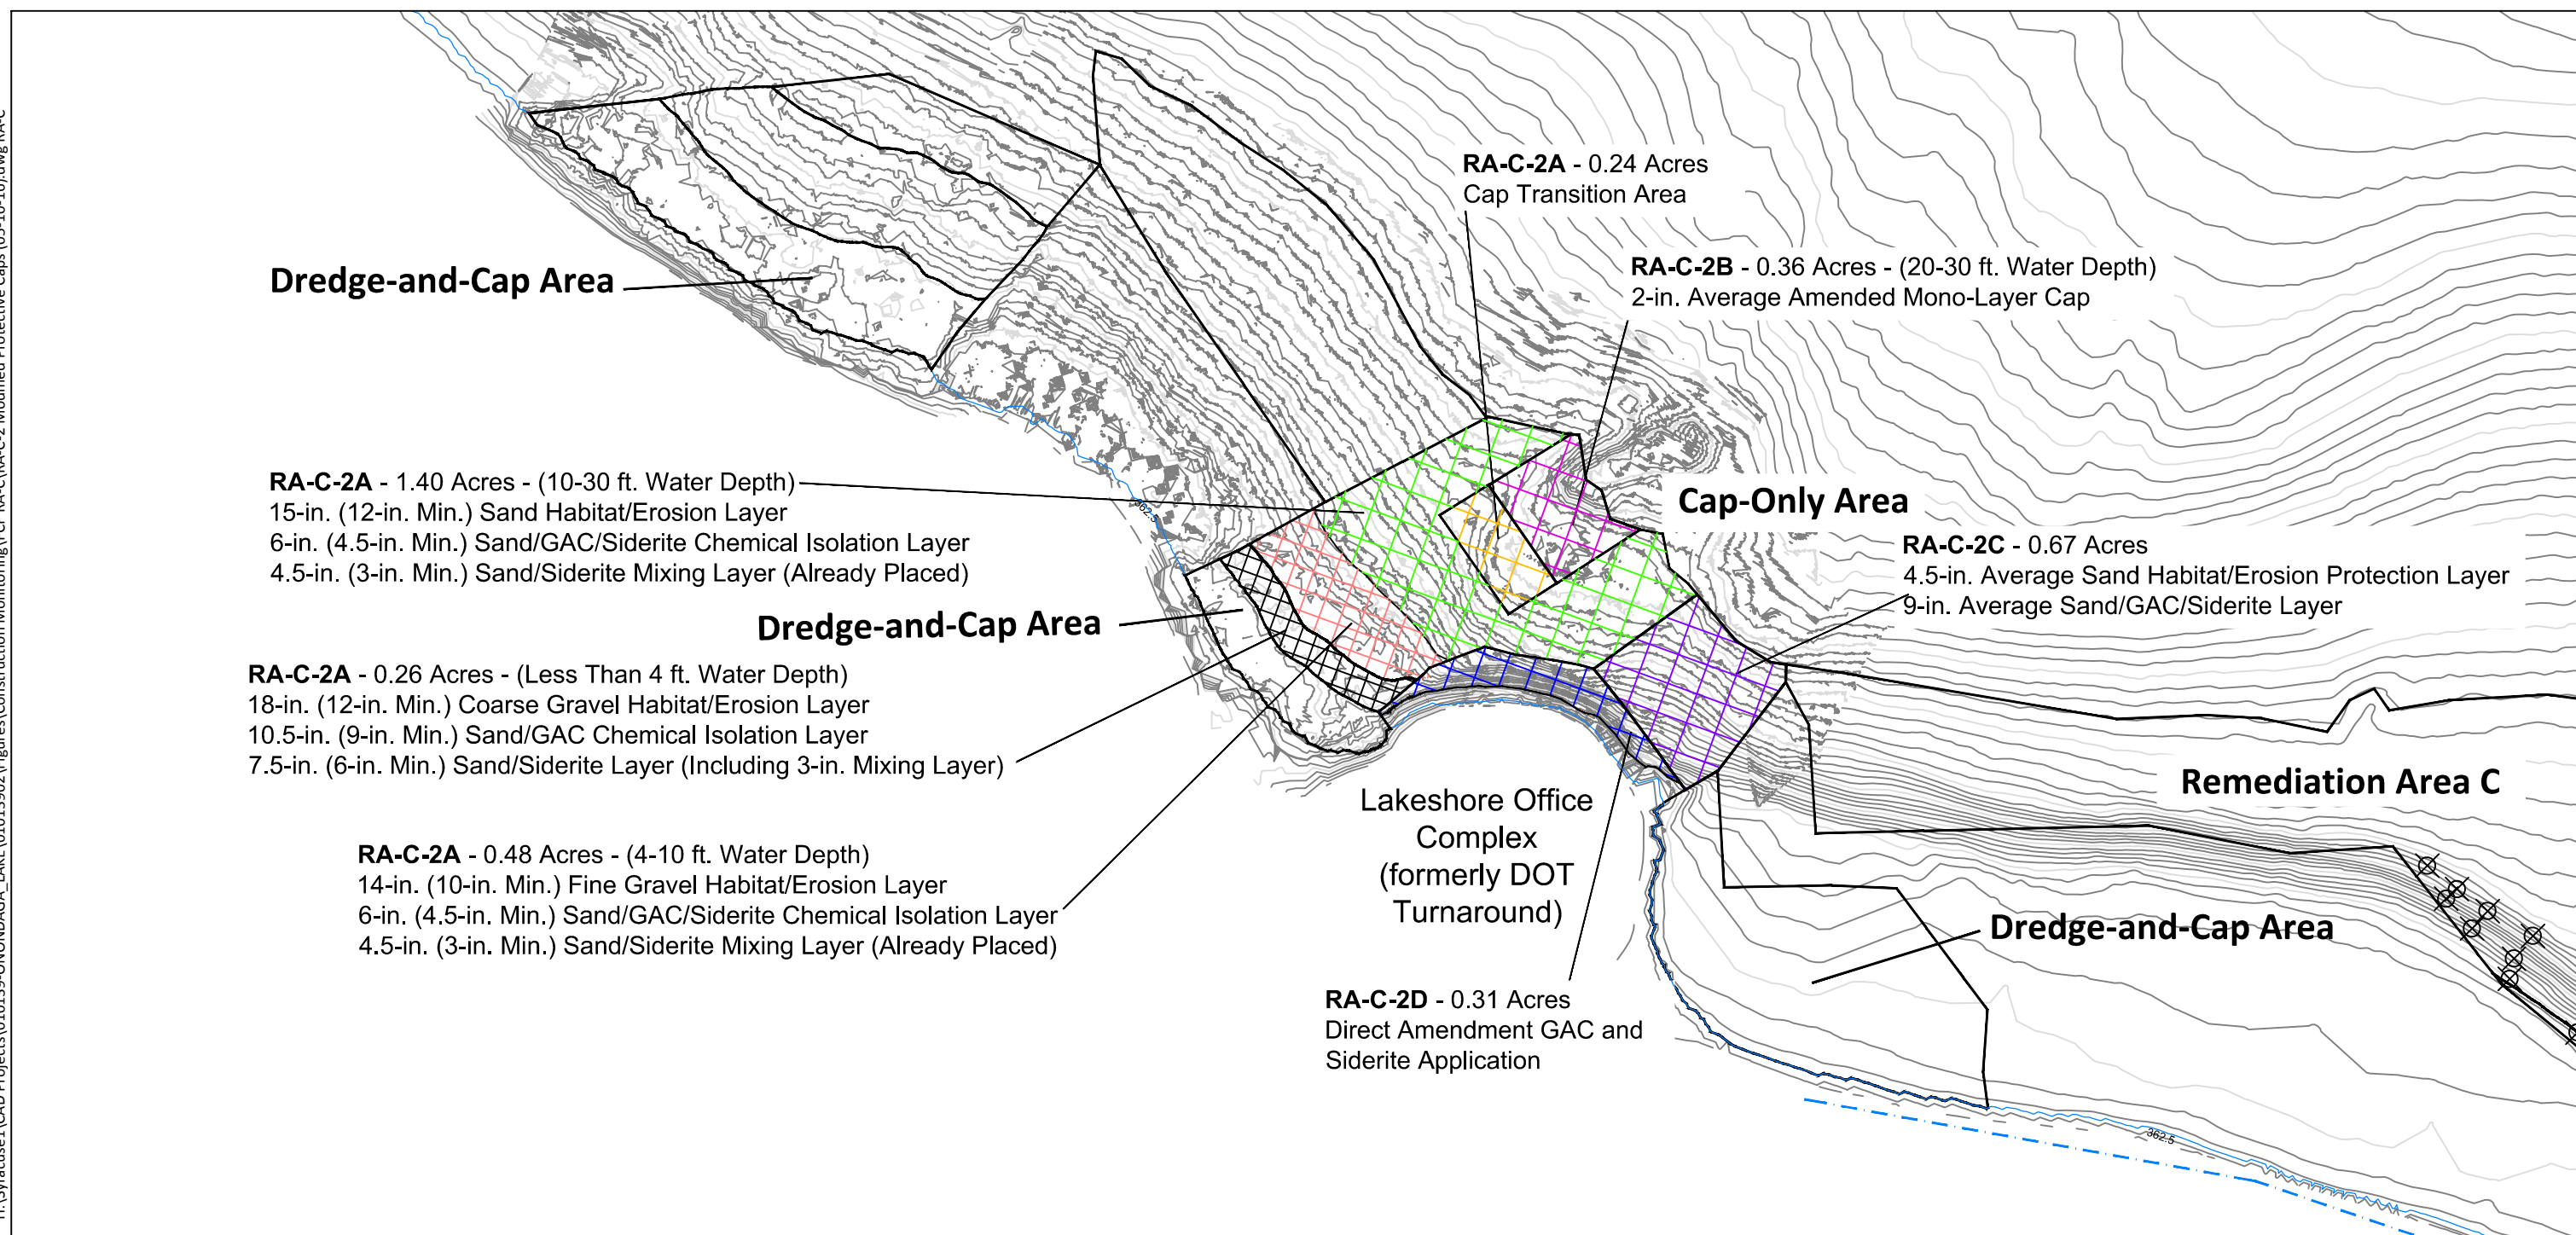 RA-C-2A - 0.24 Acres
Cap Transition Area
RA-C-2B - 0.36 Acres - (20-30 ft. Water Depth)
2-in. Average Amended Mono-Layer Cap
Dredge-and-Cap Area
RA-C-2A - 1.40 Acres - (10-30 ft. Water Depth)
15-in. (12-in. Min.) Sand Habitat/Erosion Layer
6-in. (4.5-in. Min.) Sand/GAC/Siderite Chemical Isolation Layer
4.5-in. (3-in. Min.) Sand/Siderite Mixing Layer (Already Placed)
362.5
Cap-Only Area
RA-C-2C - 0.67 Acres
4.5-in. Average Sand Habitat/Erosion Protection Layer
9-in. Average Sand/GAC/Siderite Layer
Dredge-and-Cap Area
RA-C-2A - 0.26 Acres - (Less Than 4 ft. Water Depth)
18-in. (12-in. Min.) Coarse Gravel Habitat/Erosion Layer
10.5-in. (9-in. Min.) Sand/GAC Chemical Isolation Layer
7.5-in. (6-in. Min.) Sand/Siderite Layer (Including 3-in. Mixing Layer)
Remediation Area C
Lakeshore Office
Complex
(formerly DOT
Turnaround)
RA-C-2A - 0.48 Acres - (4-10 ft. Water Depth)
14-in. (10-in. Min.) Fine Gravel Habitat/Erosion Layer
6-in. (4.5-in. Min.) Sand/GAC/Siderite Chemical Isolation Layer
4.5-in. (3-in. Min.) Sand/Siderite Mixing Layer (Already Placed)
Dredge-and-Cap Area
RA-C-2D - 0.31 Acres
Direct Amendment GAC and
Siderite Application
362.5